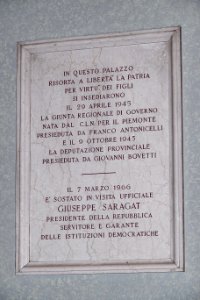 IN QUESTO PALAZZO
RISORTA A LIBERTÀ LA PATRIA
PER VIRTÙ DEI FIGLI
SI INSEDIARONO
IL 29 APRILE 1945
LA GIUNTA REGIONALE DI GOVERNO
NATA DAL C.L.N. PER IL PIEMONTE
PRESIEDUTA DA FRANCO ANTONICELLI
E IL 9 OTTOBRE 1945
LA DEPUTAZIONE PROVINCIALE
PRESIEDUTA DA GIOVANNI BOVETTI
IL 7 MARZO 1966
E' SOSTATO IN VISITA UFFICIALE
GIUSEPPE SARAGAT
PRESIDENTE DELLA REPUBBLICA
SERVITORE E GARANTE
DELLE ISTITUZIONI DEMOCRATICHE